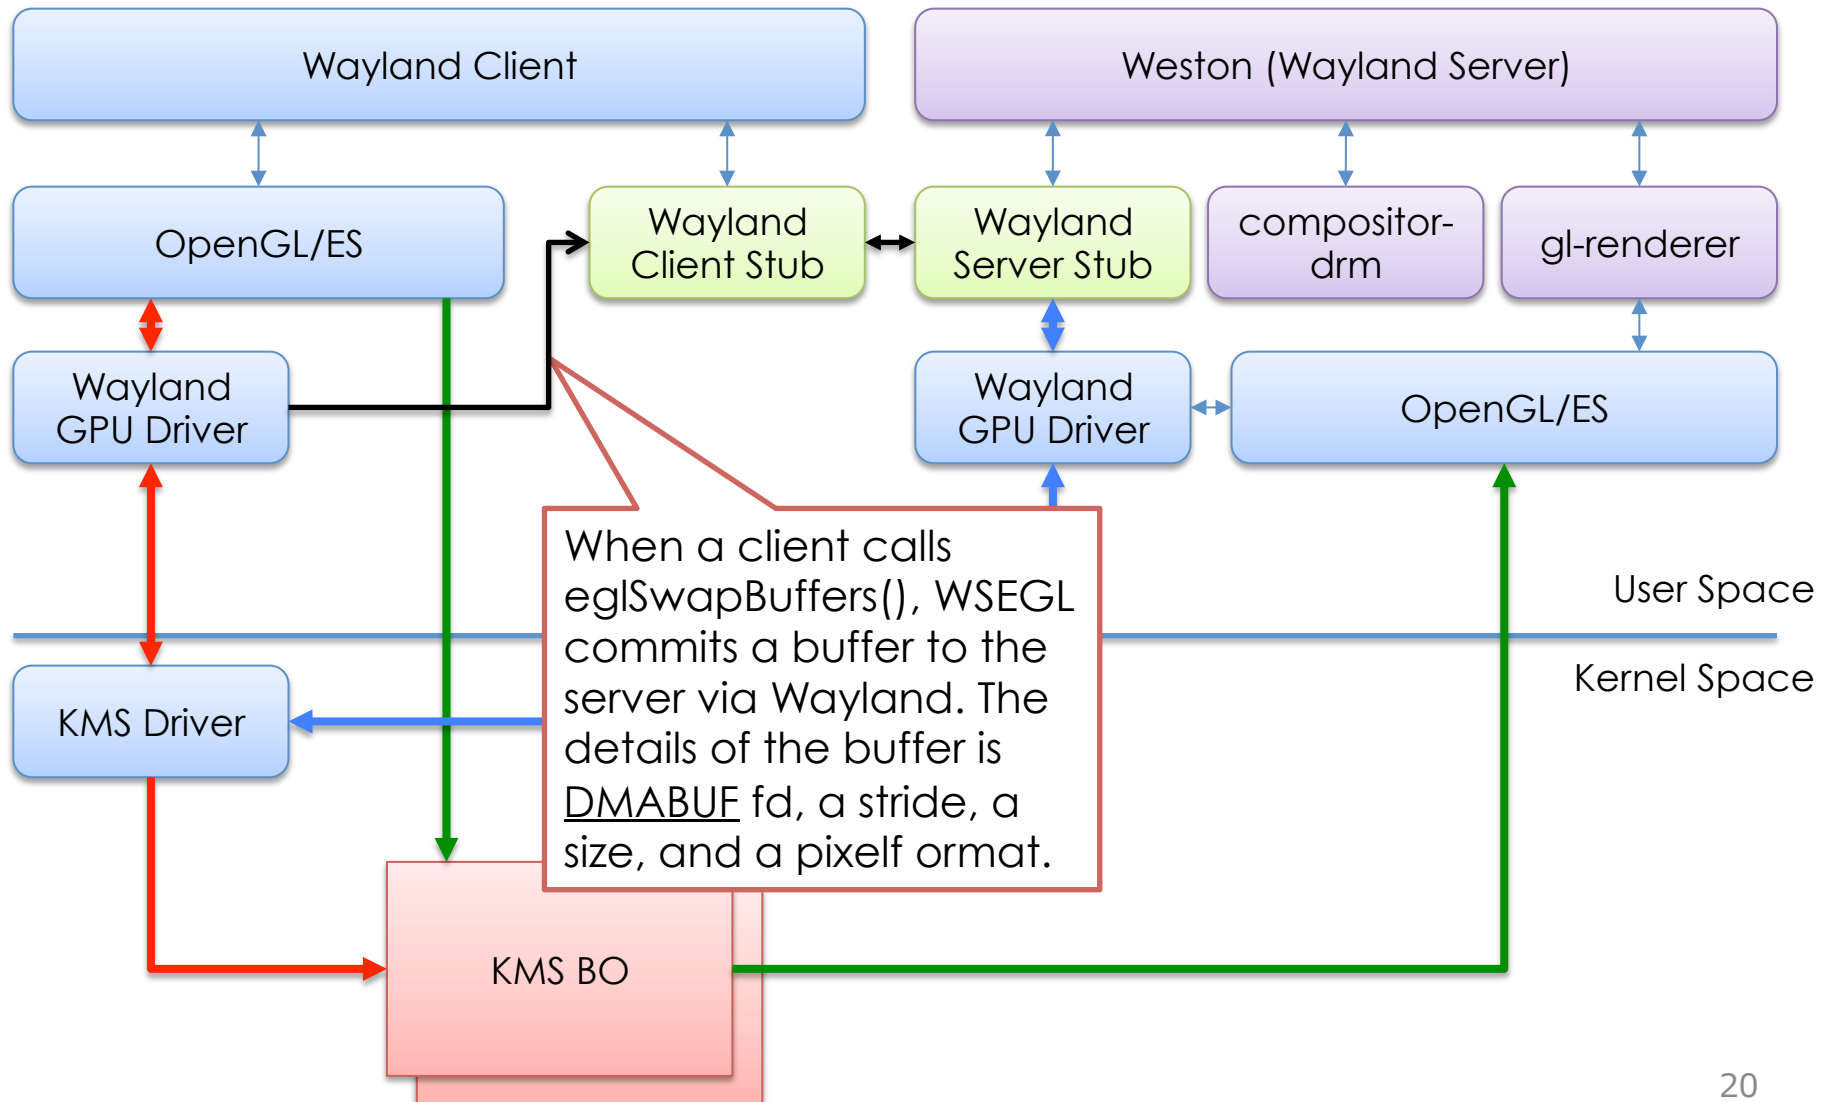 Wayland Client
Weston (Wayland Server)
OpenGL/ES
Wayland
Client Stub
Wayland
Server Stub
compositor-
drm
gl-renderer
Wayland
GPU Driver
Wayland
GPU Driver
OpenGL/ES
When a client calls
eglSwapBuffers(), WSEGL
commits a buffer to the
server via Wayland. The
details of the buffer is
DMABUF fd, a stride, a
size, and a pixelf ormat.
User Space
Kernel Space
KMS Driver
KMS BO
20